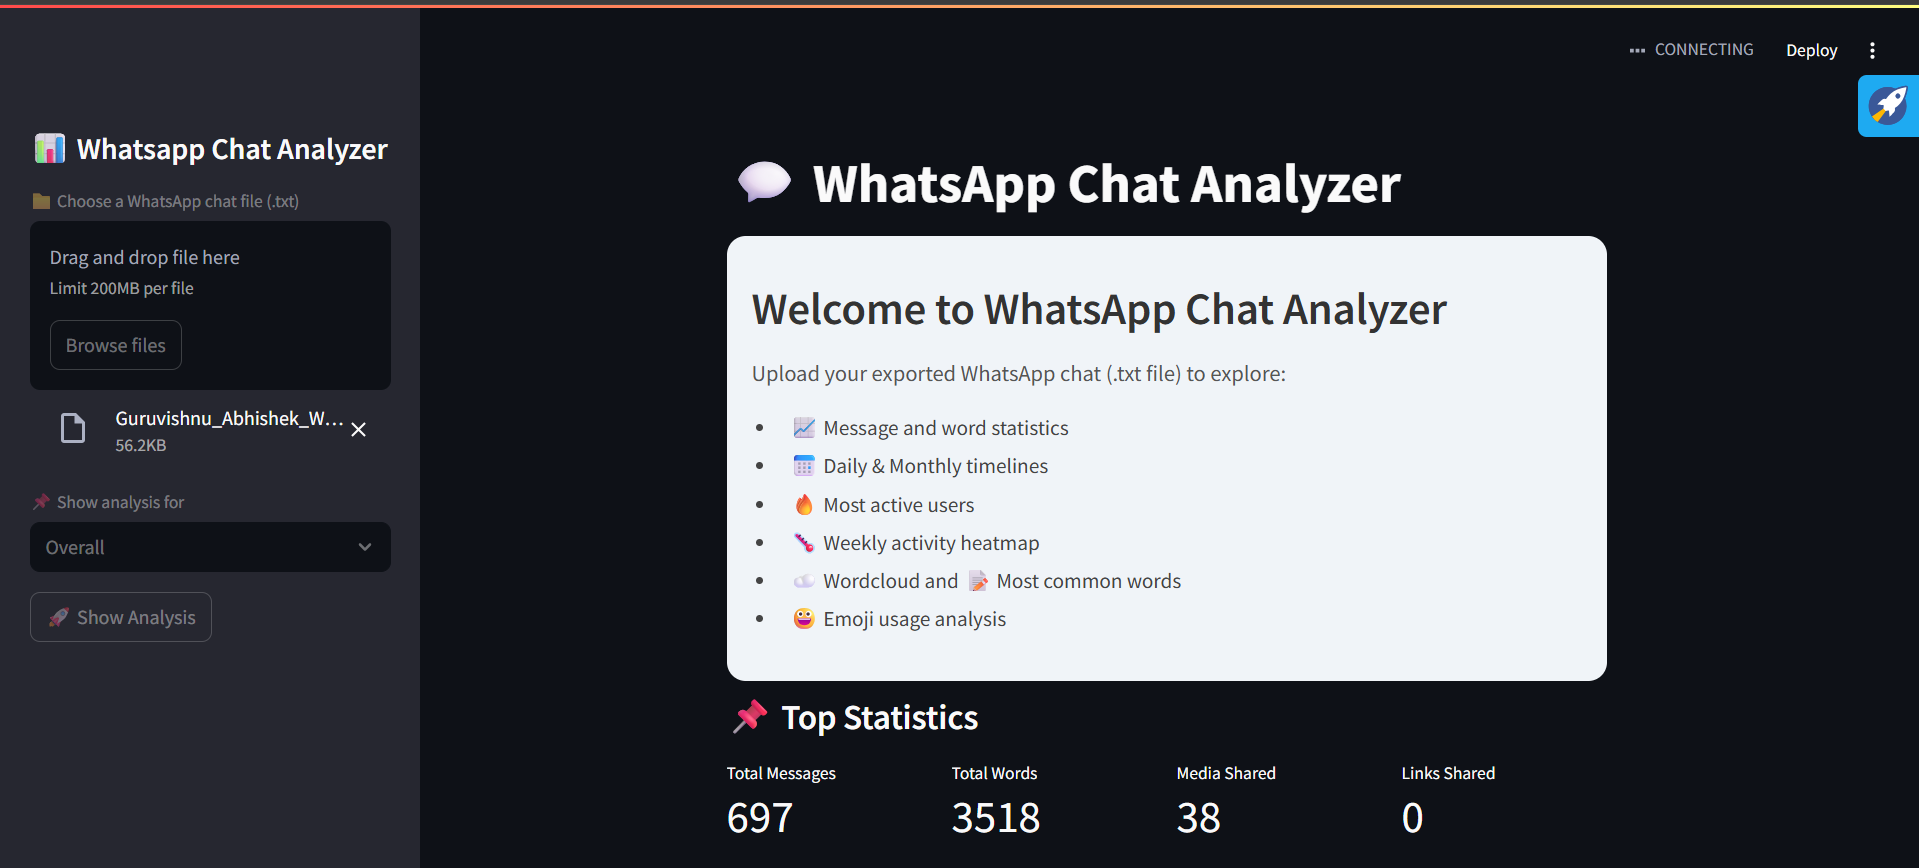 CONNECTING
Deploy
Whatsapp Chat Analyzer
Choose a WhatsApp chat file (.txt)
Drag and drop file here
Limit 200MB per file
Browse files
Guruvishnu_Abhishek_W...
56.2KB
Show analysis for
Overall
Show Analysis
WhatsApp Chat Analyzer
Welcome to WhatsApp Chat Analyzer
Upload your exported WhatsApp chat (.txt file) to explore:
Message and word statistics
Daily & Monthly timelines
Most active users
Weekly activity heatmap
Wordcloud and Most common words
Emoji usage analysis
Top Statistics
Total Messages Total Words Media Shared Links Shared
697 3518 38 0